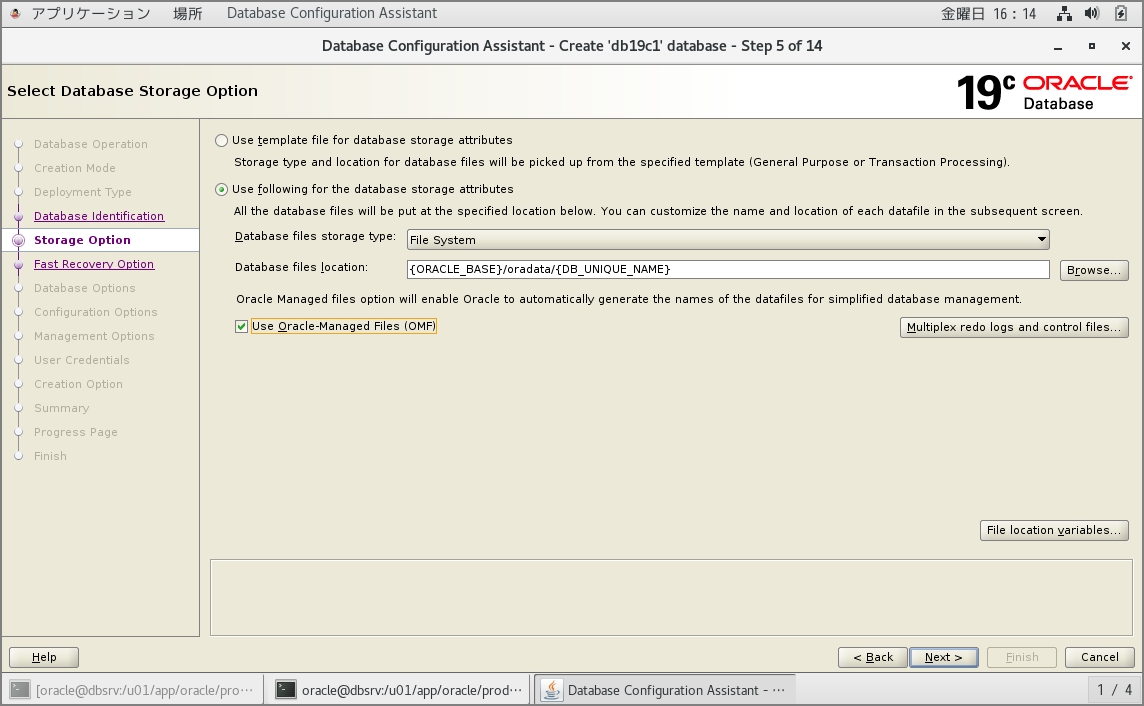 アプリケーション 場所 Database Configuration Assistant 金曜日 16：14
Database Configuration Assistant - Create 'db19c1' database - Step 5 of 14
Select Database Storage Option
19c ORACLE Database
Database Operation
Creation Mode
Deployment Type
Database Identification
Storage Option
Fast Recovery Option
Database Options
Configuration Options
Management Options
User Credentials
Creation Option
Summary
Progress Page
Finish
Use template file for database storage attributes
Storage type and location for database files will be picked up from the specified template (General Purpose or Transaction Processing).
Use following for the database storage attributes
All the database files will be put at the specified location below. You can customize the name and location of each datafile in the subsequent screen.
Database files storage type: File System
Database files location: {ORACLE_BASE}/oradata/{DB_UNIQUE_NAME} Browse...
Oracle Managed files option will enable Oracle to automatically generate the names of the datafiles for simplified database management.
Use Oracle-Managed Files (OMF) Multiplex redo logs and control files...
File location variables...
Help < Back Next > Finish Cancel
[oracle@dbsrv:/u01/app/oracle/pro··· oracle@dbsrv:/u01/app/oracle/prod··· Database Configuration Assistant - ··· 1 / 4